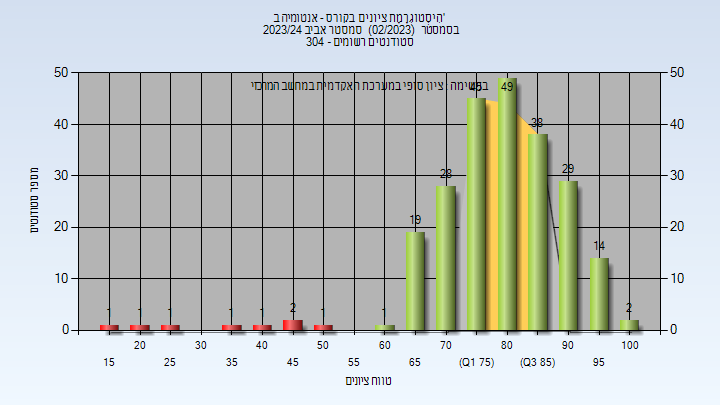 היסטוגרמת ציונים בקורס - אנטומיה ב'
בסמסטר (02/2023) סמסטר אביב 2023/24
סטודנטים רשומים - 304
ברשימה ציון סופי במערכת האקדמית במחשב המרכזי
50 50
40 40
30 30
20 20
10 10
0 0
מספר סטודנטים
1 1 1 1 1 2 1 1 19 28 45 49 38 29 14 2
20 30 40 50 60 70 80 90 100
15 25 35 45 55 65 (Q1 75) (Q3 85) 95
טווח ציונים